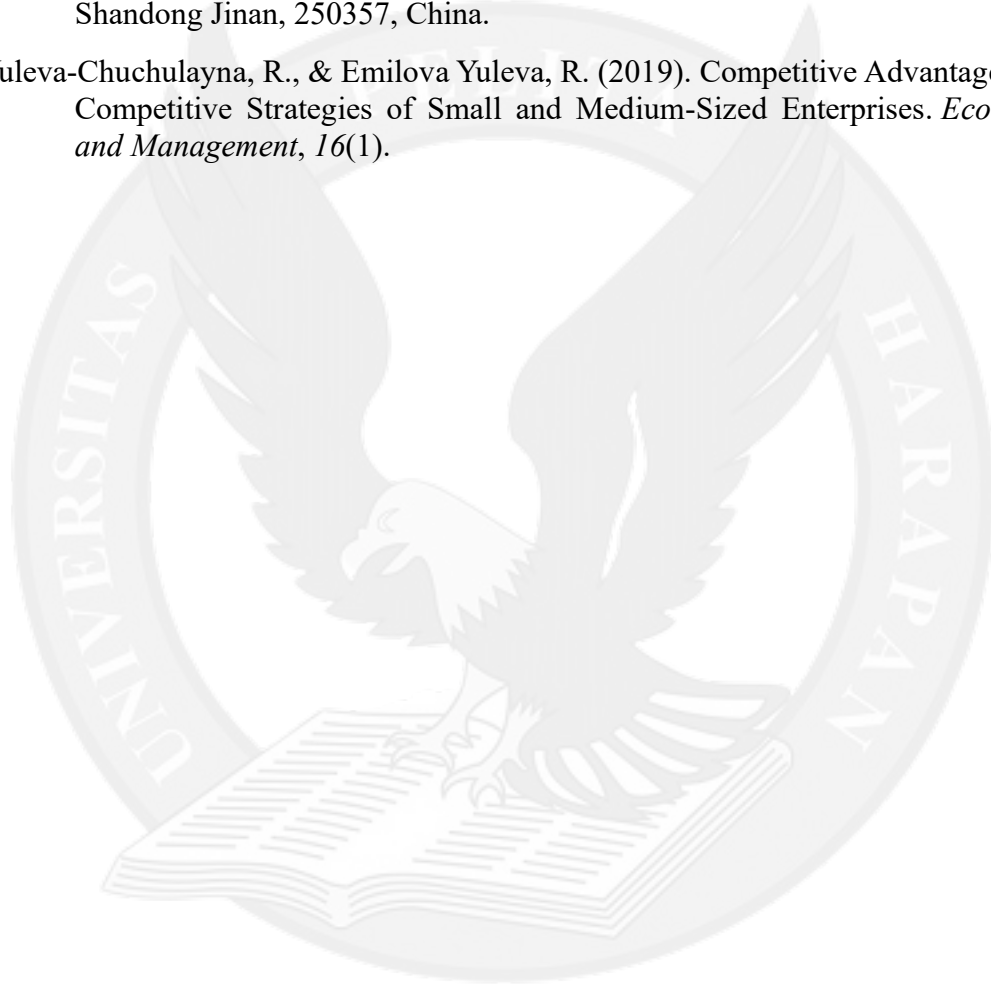 Shandong Jinan, 250357, China.
uleva-Chuchulayna, R., & Emilova Yuleva, R. (2019). Competitive Advantage
Competitive Strategies of Small and Medium-Sized Enterprises. Eco
and Management, 16(1).
UNIVERSITAS PELITA HARAPAN